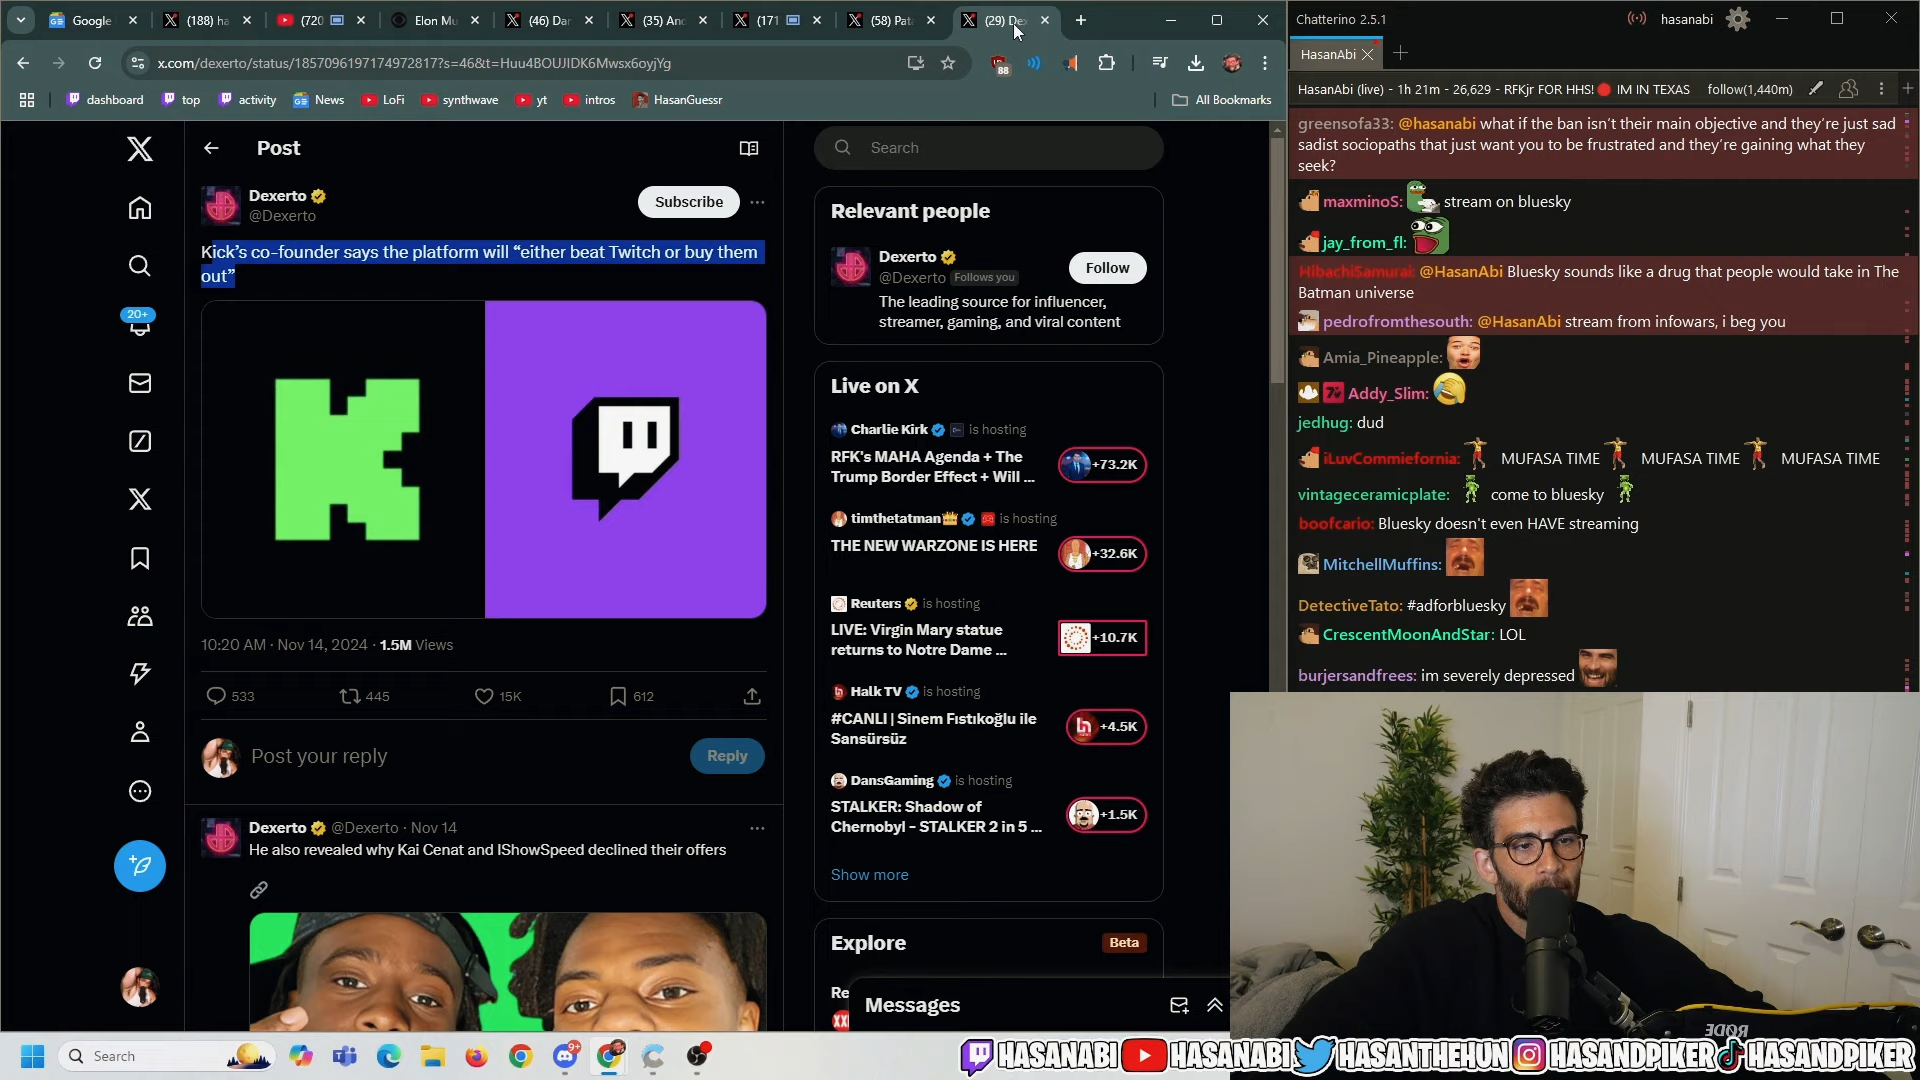 Google
(188) ha
(720
Elon Mu
(46) Dar
(35) And
(171
(58) Pata
(29) Dex
x.com/dexerto/status/1857096197174972817?s=46&t=Huu4BOUJIDK6Mwsx6oyjYg
88
dashboard
top
activity
News
LoFi
synthwave
yt
intros
HasanGuessr
All Bookmarks
Post
20+
Dexerto
@Dexerto
Subscribe
Kick’s co-founder says the platform will “either beat Twitch or buy them
out”
10:20 AM · Nov 14, 2024 · 1.5M Views
533
445
15K
612
Post your reply
Reply
Dexerto @Dexerto · Nov 14
He also revealed why Kai Cenat and IShowSpeed declined their offers
Search
Relevant people
Dexerto
@Dexerto Follows you
Follow
The leading source for influencer,
streamer, gaming, and viral content
Live on X
Charlie Kirk is hosting
RFK's MAHA Agenda + The
Trump Border Effect + Will ...
+73.2K
timthetatman is hosting
THE NEW WARZONE IS HERE
+32.6K
Reuters is hosting
LIVE: Virgin Mary statue
returns to Notre Dame ...
+10.7K
Halk TV is hosting
#CANLI | Sinem Fıstıkoğlu ile
Sansürsüz
+4.5K
DansGaming is hosting
STALKER: Shadow of
Chernobyl - STALKER 2 in 5 ...
+1.5K
Show more
Explore
Beta
Re
Messages
Chatterino 2.5.1
hasanabi
HasanAbi
HasanAbi (live) - 1h 21m - 26,629 - RFKjr FOR HHS! IM IN TEXAS
follow(1,440m)
greensofa33: @hasanabi what if the ban isn't their main objective and they're just sad
sadist sociopaths that just want you to be frustrated and they're gaining what they
seek?
maxminoS: stream on bluesky
jay_from_fl:
HibachiSamurai: @HasanAbi Bluesky sounds like a drug that people would take in The
Batman universe
pedrofromthesouth: @HasanAbi stream from infowars, i beg you
Amia_Pineapple:
Addy_Slim:
jedhug: dud
iLuvCommiefornia: MUFASA TIME MUFASA TIME MUFASA TIME
vintageceramicplate: come to bluesky
boofcario: Bluesky doesn't even HAVE streaming
MitchellMuffins:
DetectiveTato: #adforbluesky
CrescentMoonAndStar: LOL
burjersandfrees: im severely depressed
RØDE
Search
9+
HASANABI HASANABI HASANTHEHUN HASANDPIKER HASANDPIKER